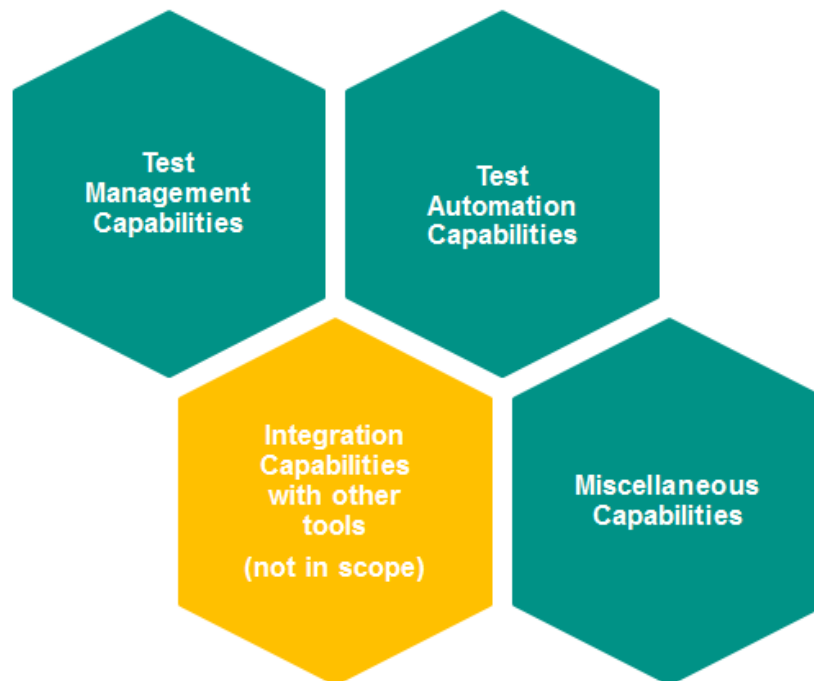 Test
Management
Capabilities
Test
Automation
Capabilities
Integration
Capabilities
with other
tools
(not in scope)
Miscellaneous
Capabilities